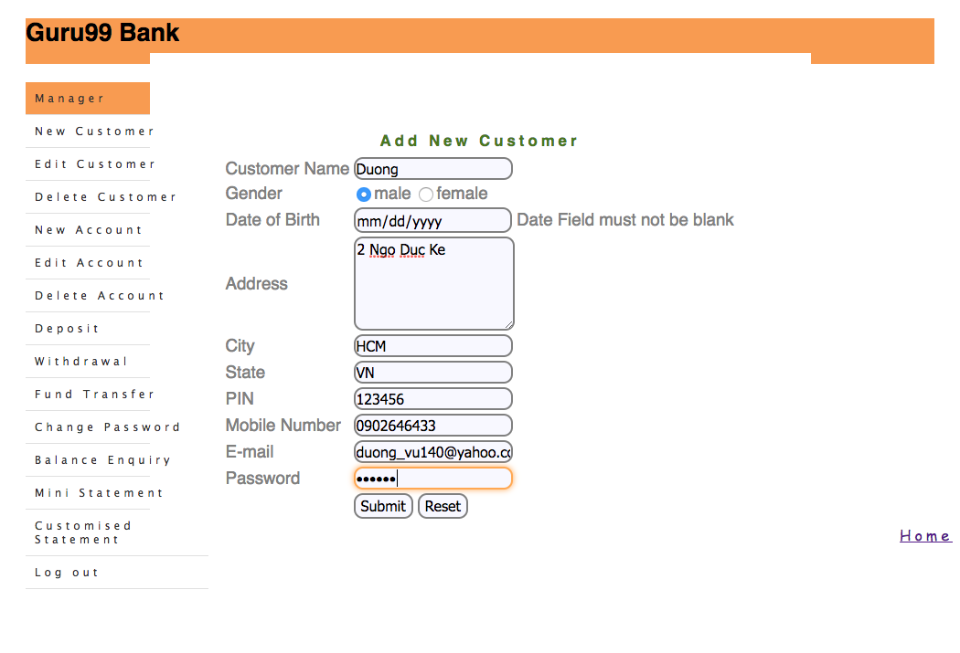 Guru99 Bank
Manager
New Customer
Edit Customer
Delete Customer
New Account
Edit Account
Delete Account
Deposit
Withdrawal
Fund Transfer
Change Password
Balance Enquiry
Mini Statement
Customised
Statement
Log out
Add New Customer
Customer Name Duong
Gender male female
Date of Birth mm/dd/yyyy Date Field must not be blank
Address 2 Ngo Duc Ke
City HCM
State VN
PIN 123456
Mobile Number 0902646433
E-mail duong_vu140@yahoo.co
Password ••••••
Submit Reset
Home